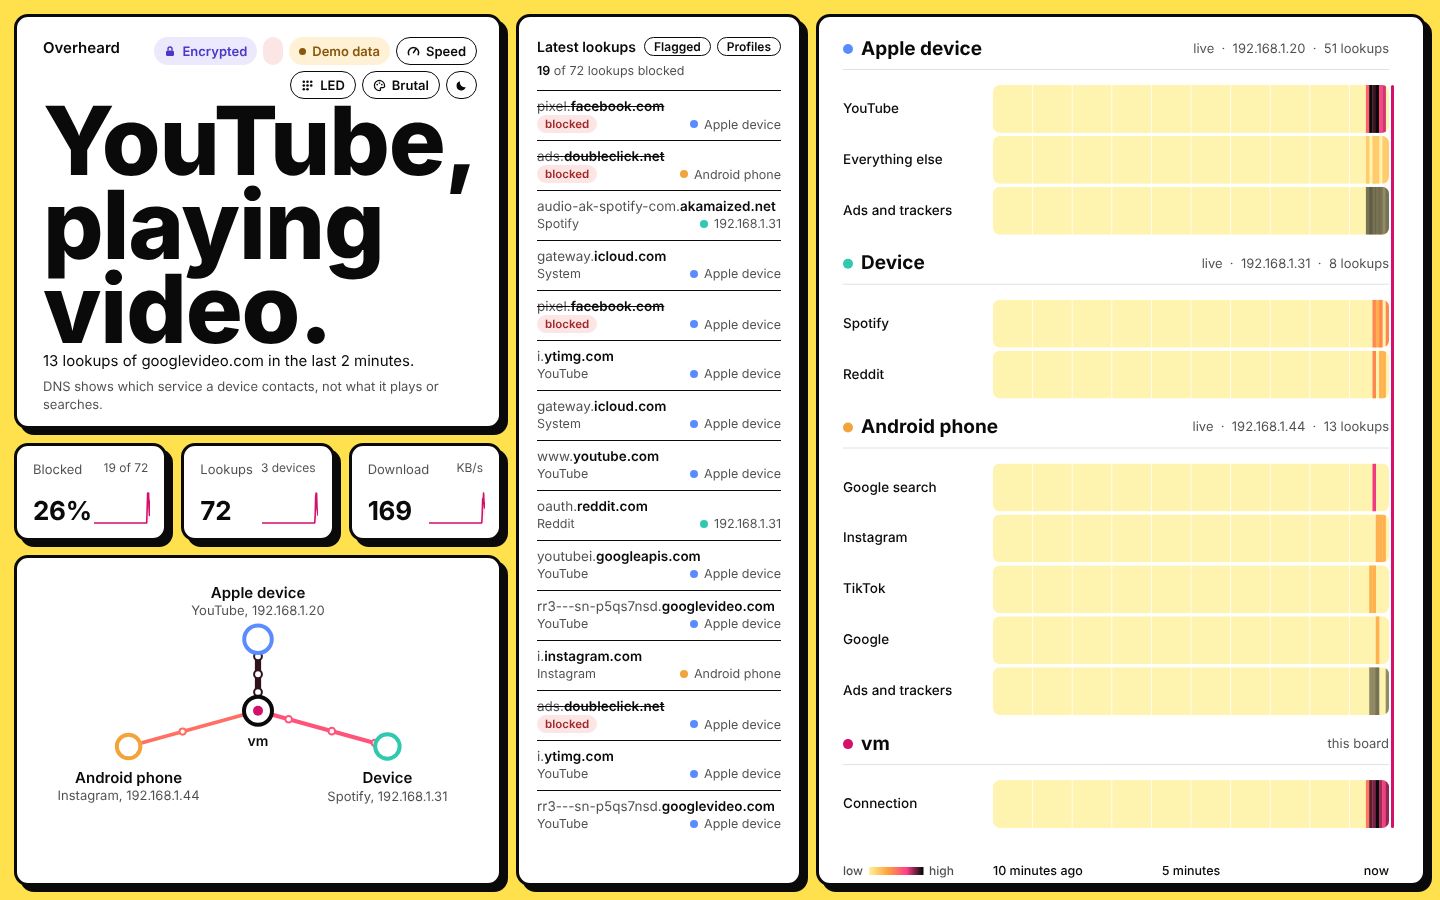 Overheard
Encrypted
Demo data
Speed
LED
Brutal
YouTube,
playing
video.
13 lookups of googlevideo.com in the last 2 minutes.
DNS shows which service a device contacts, not what it plays or
searches.
Blocked 19 of 72
26%
Lookups 3 devices
72
Download KB/s
169
Apple device
YouTube, 192.168.1.20
vm
Android phone
Instagram, 192.168.1.44
Device
Spotify, 192.168.1.31
Latest lookups Flagged Profiles
19 of 72 lookups blocked
pixel.facebook.com
blocked Apple device
ads.doubleclick.net
blocked Android phone
audio-ak-spotify-com.akamaized.net
Spotify 192.168.1.31
gateway.icloud.com
System Apple device
pixel.facebook.com
blocked Apple device
i.ytimg.com
YouTube Apple device
gateway.icloud.com
System Apple device
www.youtube.com
YouTube Apple device
oauth.reddit.com
Reddit 192.168.1.31
youtubei.googleapis.com
YouTube Apple device
rr3---sn-p5qs7nsd.googlevideo.com
YouTube Apple device
i.instagram.com
Instagram Android phone
ads.doubleclick.net
blocked Apple device
i.ytimg.com
YouTube Apple device
rr3---sn-p5qs7nsd.googlevideo.com
YouTube Apple device
Apple device live · 192.168.1.20 · 51 lookups
YouTube
Everything else
Ads and trackers
Device live · 192.168.1.31 · 8 lookups
Spotify
Reddit
Android phone live · 192.168.1.44 · 13 lookups
Google search
Instagram
TikTok
Google
Ads and trackers
vm this board
Connection
low high 10 minutes ago 5 minutes now